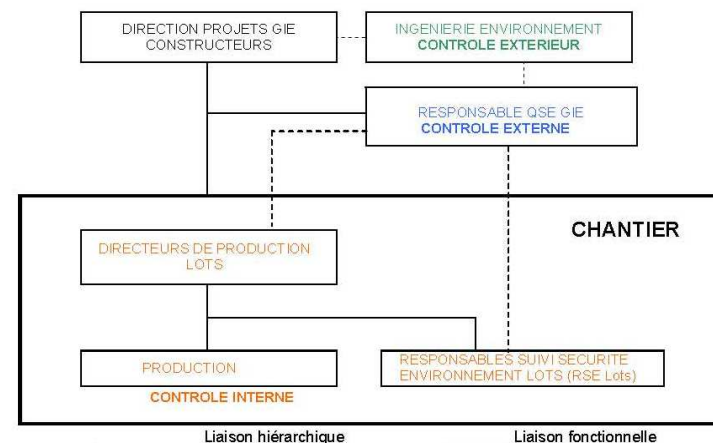 DIRECTION PROJETS GIE
CONSTRUCTEURS
INGENIERIE ENVIRONNEMENT
CONTROLE EXTERIEUR
RESPONSABLE QSE GIE
CONTROLE EXTERNE
CHANTIER
DIRECTEURS DE PRODUCTION
LOTS
PRODUCTION
CONTROLE INTERNE
RESPONSABLES SUIVI SECURITE
ENVIRONNEMENT LOTS (RSE Lots)
Liaison hiérarchique
Liaison fonctionnelle